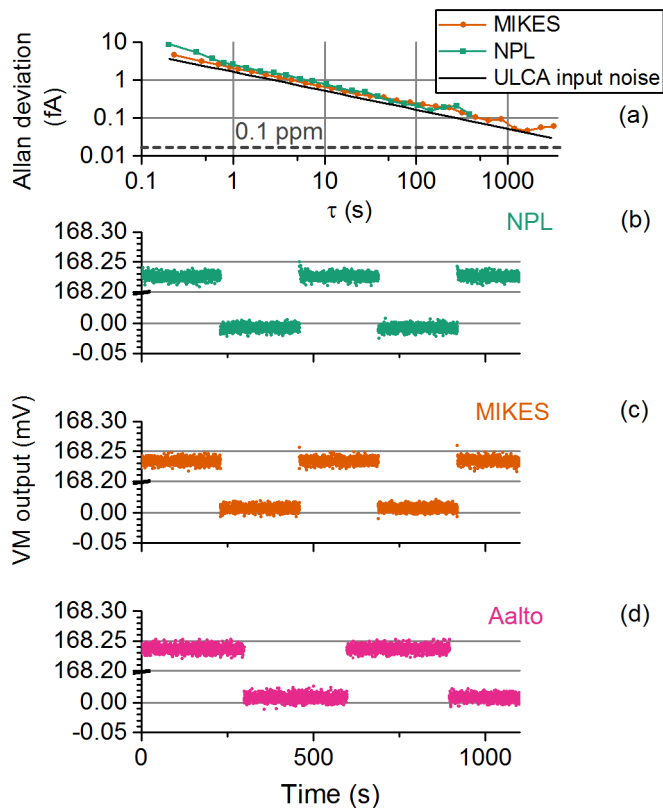 MIKES
NPL
ULCA input noise
Allan deviation
(fA)
10
1
0.1
0.01
0.1 ppm
(a)
0.1 1 10 100 1000
τ (s)
NPL
(b)
168.30
168.25
168.20
0.00
-0.05
MIKES
(c)
VM output (mV)
168.30
168.25
168.20
0.00
-0.05
Aalto
(d)
168.30
168.25
168.20
0.00
-0.05
0 500 1000
Time (s)